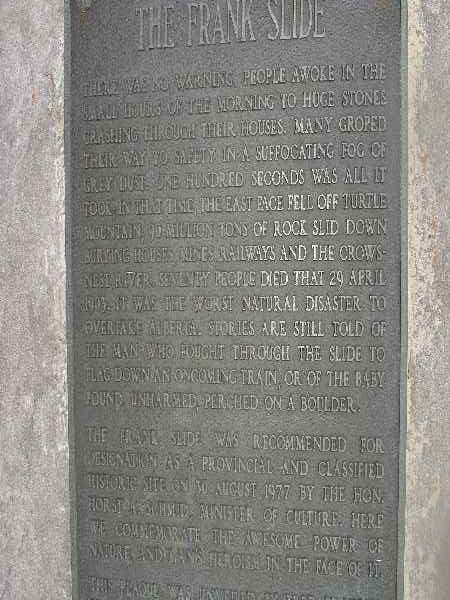 THE FRANK SLIDE
THERE WAS NO WARNING. PEOPLE AWOKE IN THE
SMALL HOURS OF THE MORNING TO HUGE STONES
CRASHING THROUGH THEIR HOUSES. MANY GROPED
THEIR WAY TO SAFETY IN A SUFFOCATING FOG OF
GREY DUST. ONE HUNDRED SECONDS WAS ALL IT
TOOK. IN THAT TIME, THE EAST FACE FELL OFF TURTLE
MOUNTAIN. MILLION TONS OF ROCK SLID DOWN
BURYING HOUSES, MINES, RAILWAYS AND THE CROWS-
NEST RIVER. SEVENTY PEOPLE DIED THAT 29 APRIL
1903. IT WAS THE WORST NATURAL DISASTER TO
OVERTAKE ALBERTA. STORIES ARE STILL TOLD OF
THE MAN WHO FOUGHT THROUGH THE SLIDE TO
FLAG DOWN AN ONCOMING TRAIN, OR OF THE BABY
FOUND, UNHARMED, PERCHED ON A BOULDER.
THE FRANK SLIDE WAS RECOMMENDED FOR
DESIGNATION AS A PROVINCIAL AND CLASSIFIED
HISTORIC SITE ON 30 AUGUST 1977 BY THE HON.
HORST A. SCHMID, MINISTER OF CULTURE. HERE
WE COMMEMORATE THE AWESOME POWER OF
NATURE, AND MAN'S HEROISM IN THE FACE OF IT.
THIS PLAQUE WAS UNVEILED